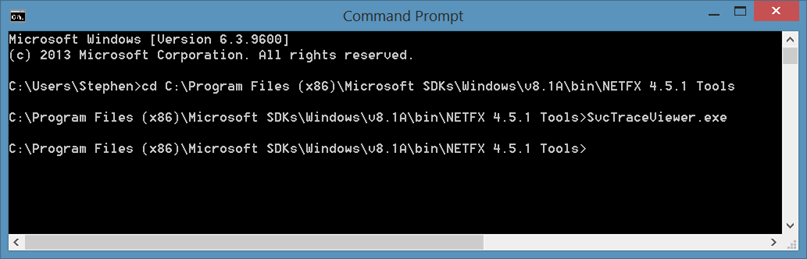 Command Prompt
Microsoft Windows [Version 6.3.9600]
(c) 2013 Microsoft Corporation. All rights reserved.
C:\Users\Stephen>cd C:\Program Files (x86)\Microsoft SDKs\Windows\v8.1A\bin\NETFX 4.5.1 Tools
C:\Program Files (x86)\Microsoft SDKs\Windows\v8.1A\bin\NETFX 4.5.1 Tools>SvcTraceViewer.exe
C:\Program Files (x86)\Microsoft SDKs\Windows\v8.1A\bin\NETFX 4.5.1 Tools>